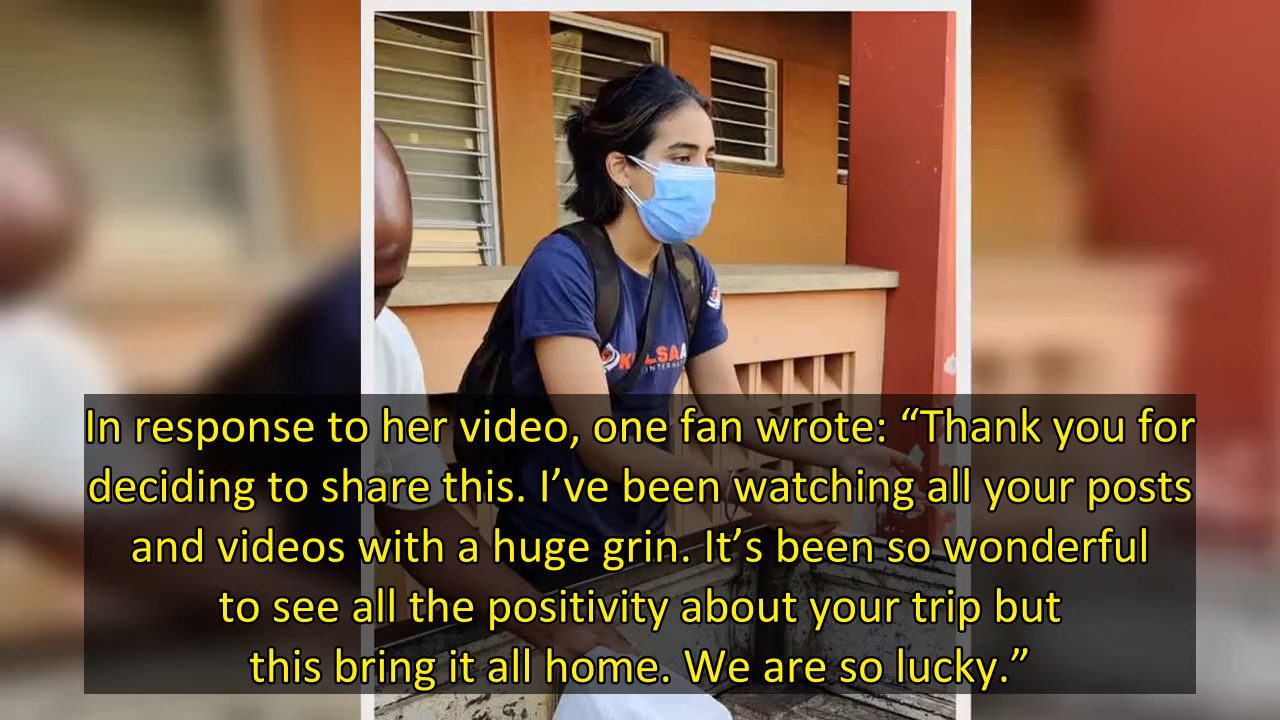 In response to her video, one fan wrote: “Thank you for
deciding to share this. I’ve been watching all your posts
and videos with a huge grin. It’s been so wonderful
to see all the positivity about your trip but
this bring it all home. We are so lucky.”